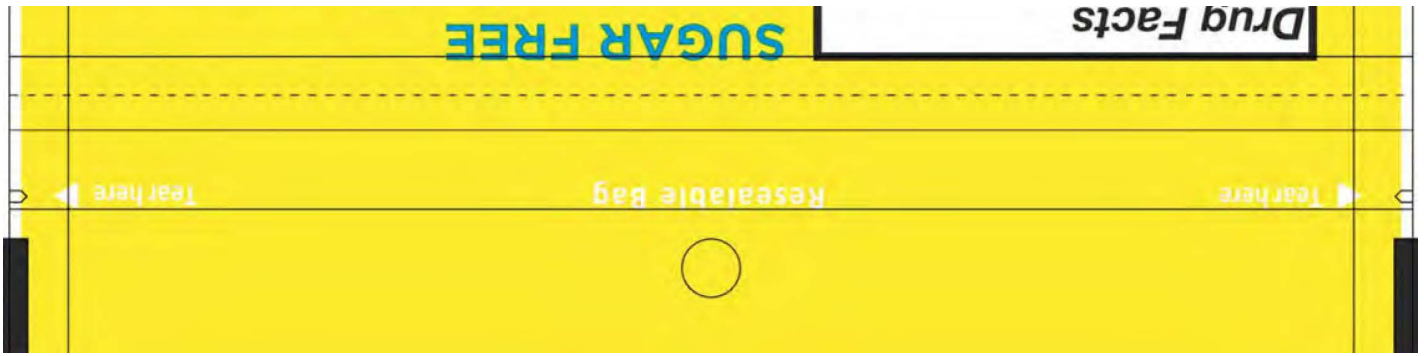 Tear here
Resealable Bag
Tear here
Drug Facts
SUGAR FREE